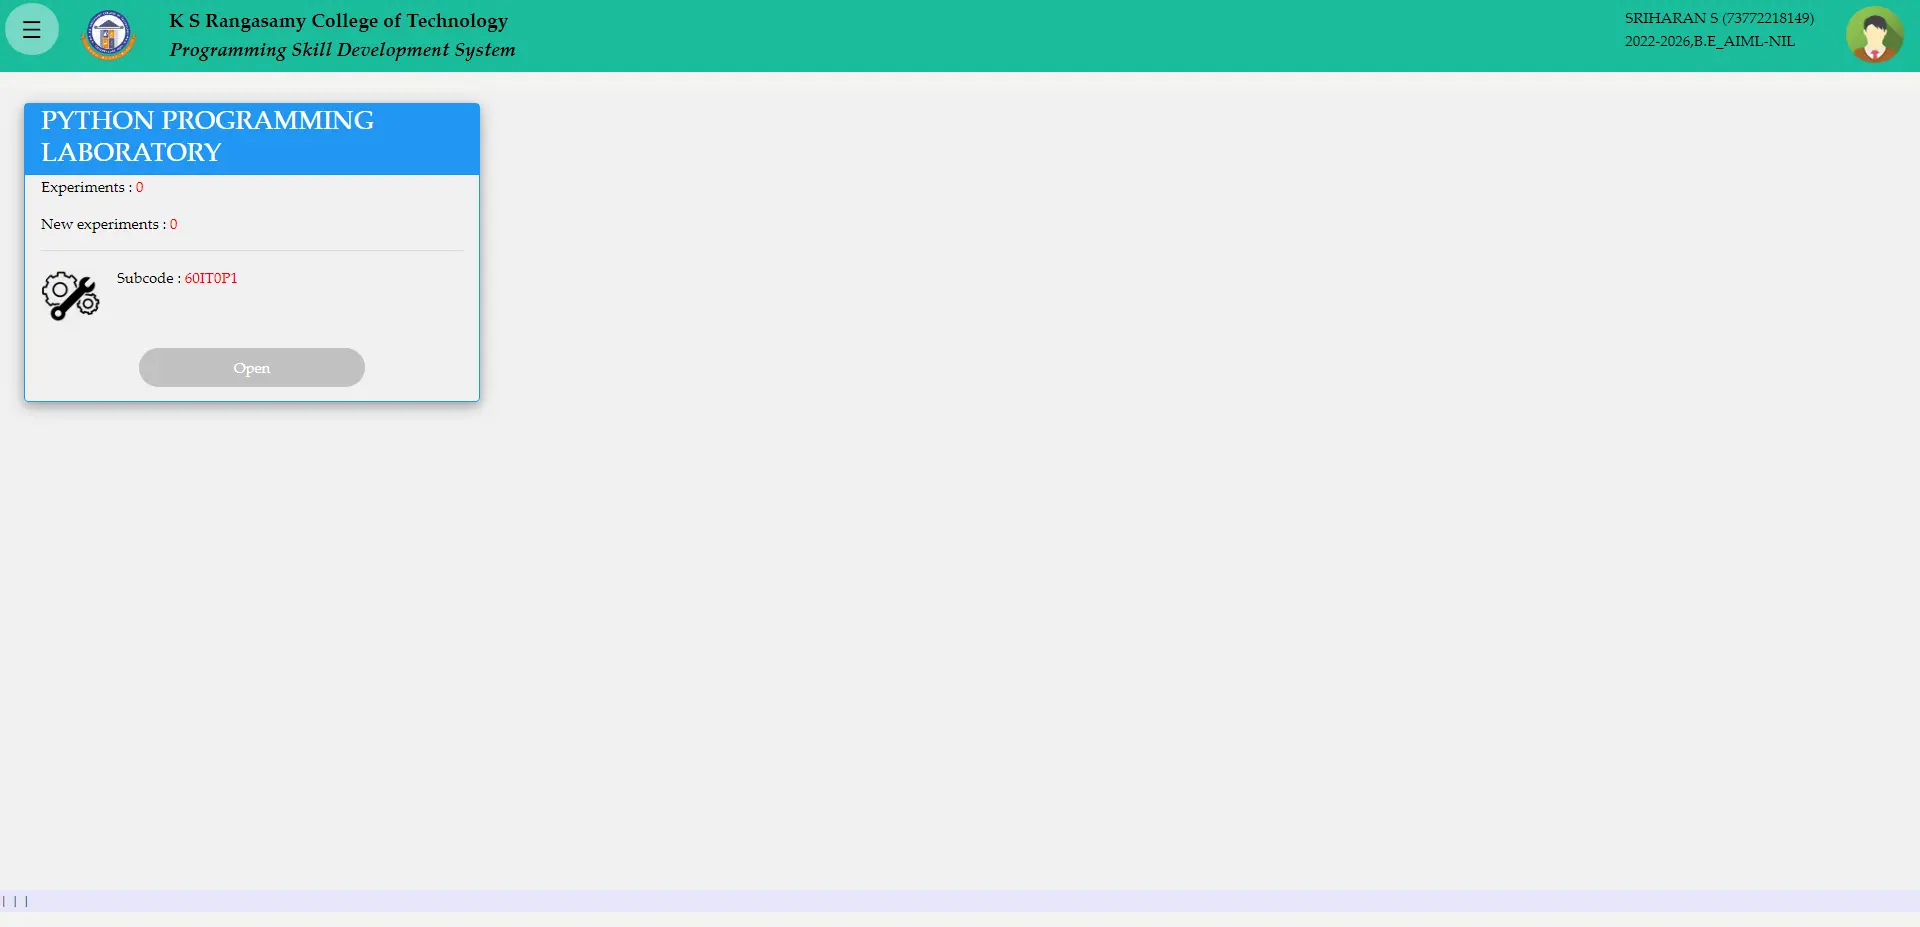 K S Rangasamy College of Technology
Programming Skill Development System
SRIHARAN S (73772218149)
2022-2026,B.E_AIML-NIL
PYTHON PROGRAMMING
LABORATORY
Experiments : 0
New experiments : 0
Subcode : 60IT0P1
Open
| | |